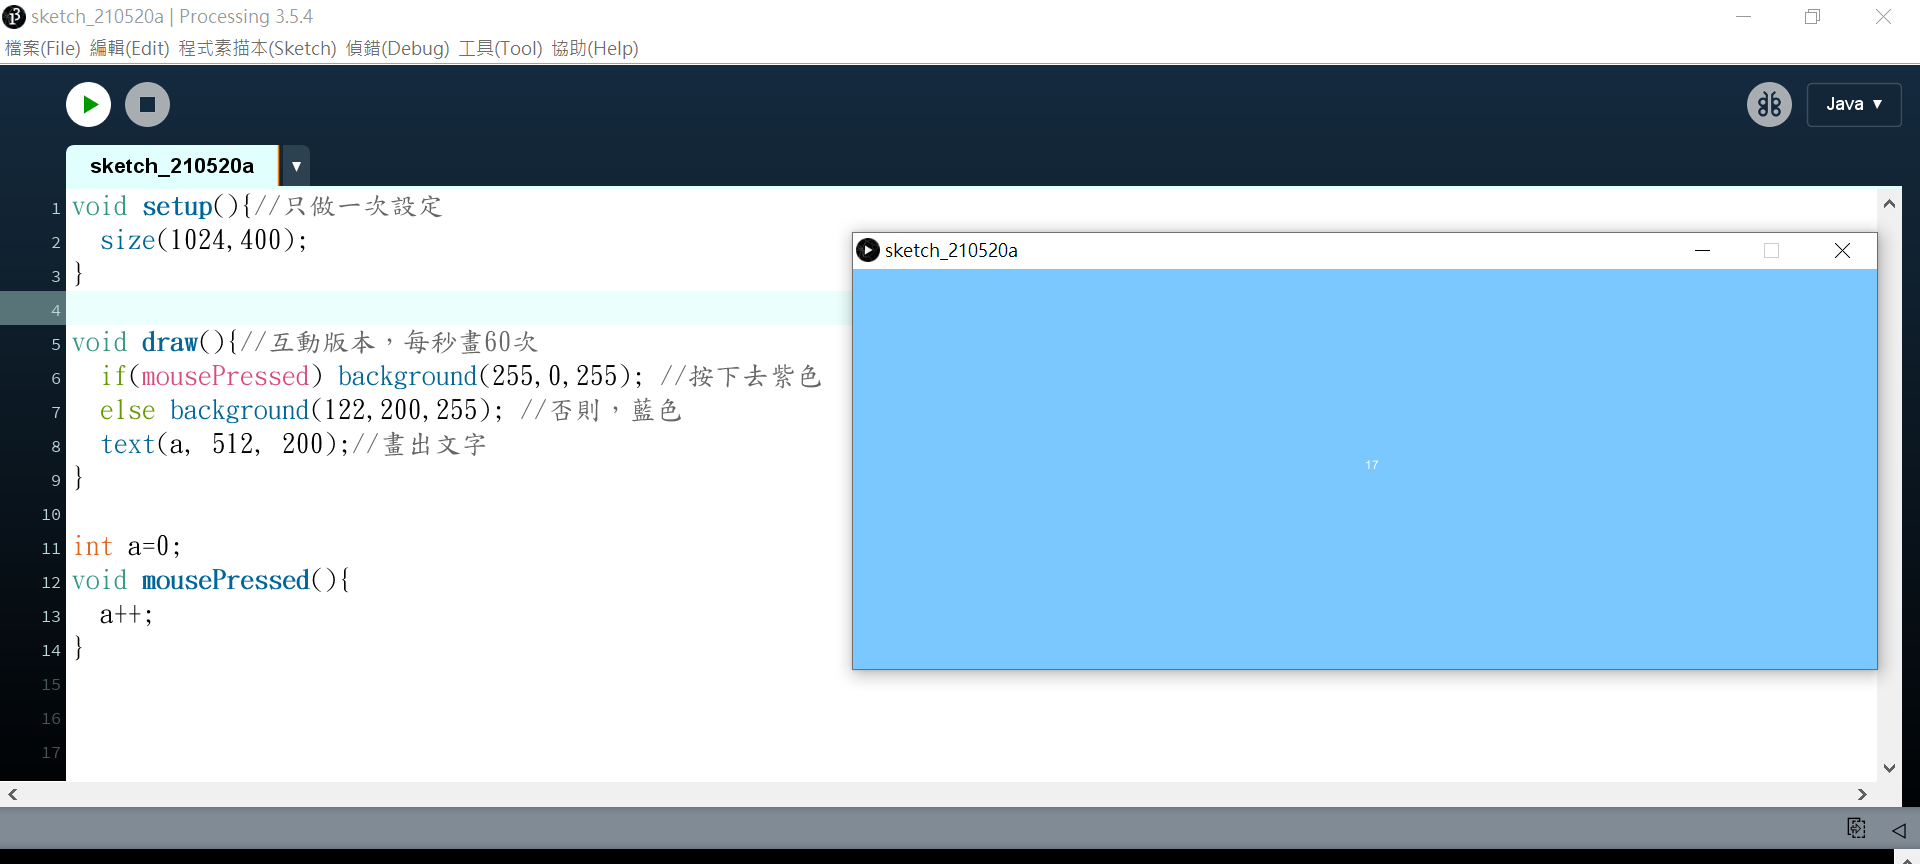 sketch_210520a | Processing 3.5.4
檔案(File) 編輯(Edit) 程式素描本(Sketch) 偵錯(Debug) 工具(Tool) 協助(Help)
Java ▼
sketch_210520a ▼
1 void setup(){//只做一次設定
2   size(1024,400);
3 }
4
5 void draw(){//互動版本，每秒畫60次
6   if(mousePressed) background(255,0,255); //按下去紫色
7   else background(122,200,255); //否則，藍色
8   text(a, 512, 200);//畫出文字
9 }
10
11 int a=0;
12 void mousePressed(){
13   a++;
14 }
15
16
17
sketch_210520a
17